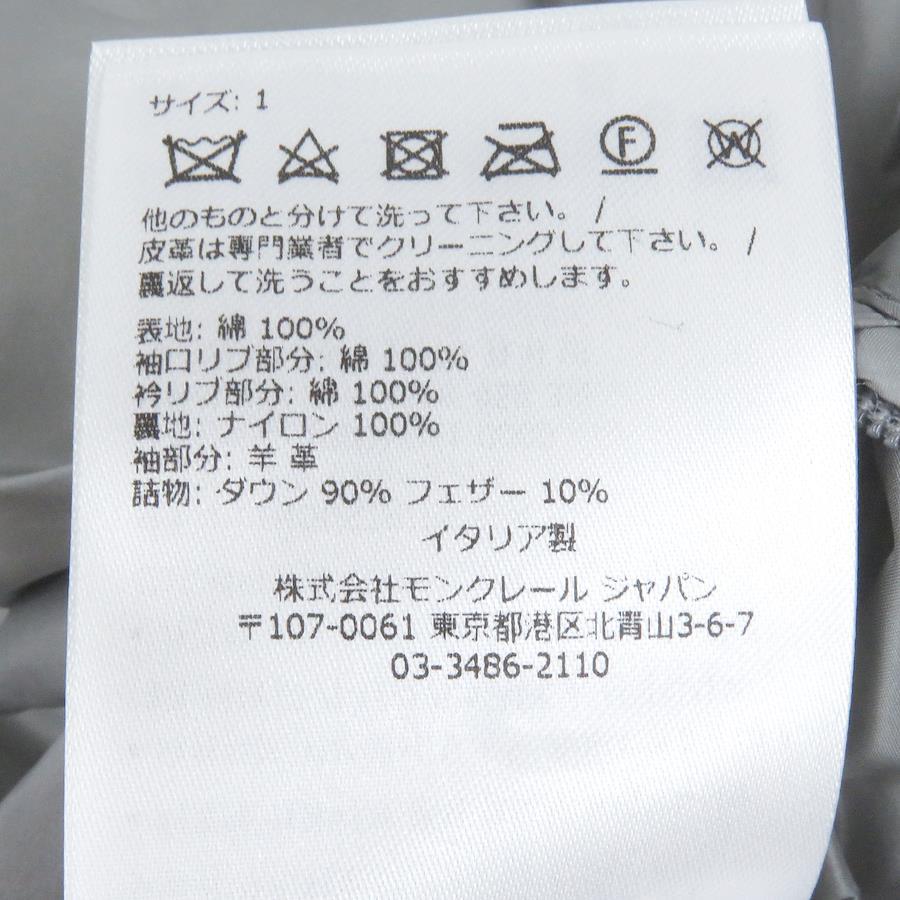 サイズ: 1
F W
他のものと分けて洗って下さい。 /
皮革は専門業者でクリーニングして下さい。 /
裏返して洗うことをおすすめします。
表地: 綿 100%
袖口リブ部分: 綿 100%
衿リブ部分: 綿 100%
裏地: ナイロン 100%
袖部分: 羊 革
詰物: ダウン 90% フェザー 10%
イタリア製
株式会社モンクレール ジャパン
〒107-0061 東京都港区北青山3-6-7
03-3486-2110